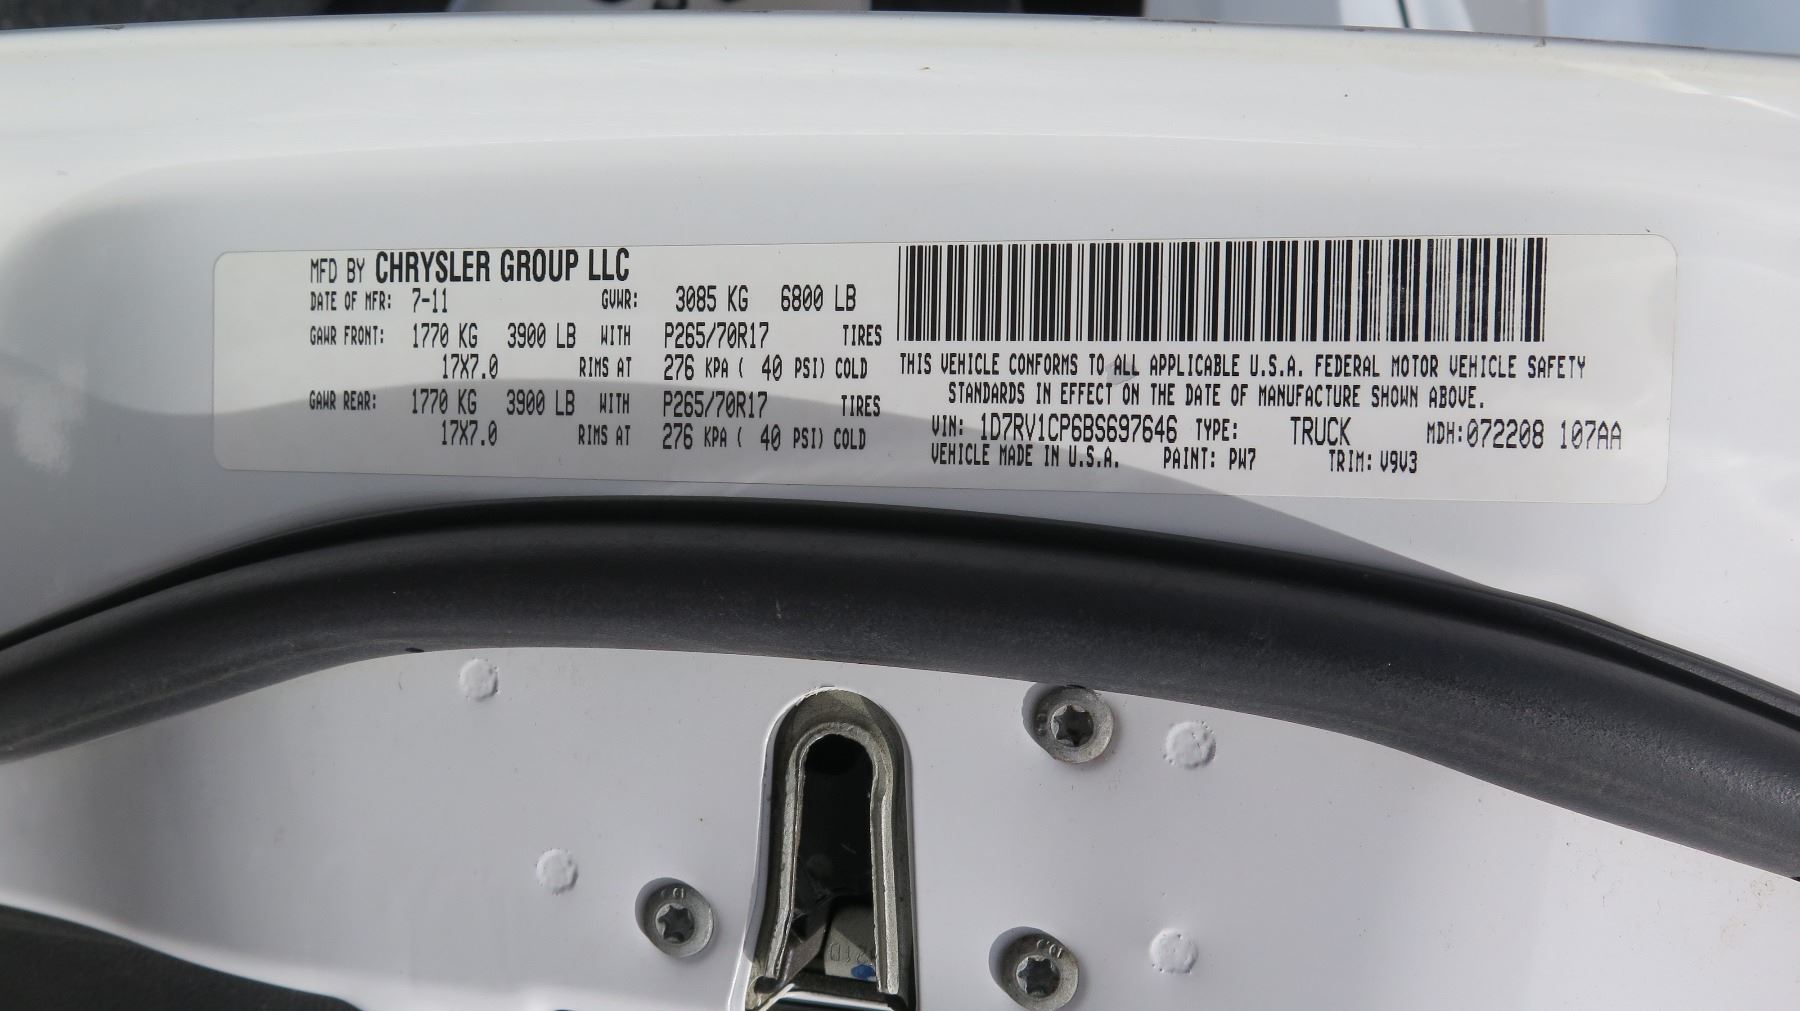 MFD BY CHRYSLER GROUP LLC
DATE OF MFR: 7-11 GVWR: 3085 KG 6800 LB
GAWR FRONT: 1770 KG 3900 LB WITH P265/70R17 TIRES
17X7.0 RIMS AT 276 KPA ( 40 PSI) COLD
GAWR REAR: 1770 KG 3900 LB WITH P265/70R17 TIRES
17X7.0 RIMS AT 276 KPA ( 40 PSI) COLD
THIS VEHICLE CONFORMS TO ALL APPLICABLE U.S.A. FEDERAL MOTOR VEHICLE SAFETY
STANDARDS IN EFFECT ON THE DATE OF MANUFACTURE SHOWN ABOVE.
VIN: 1D7RV1CP6BS697646 TYPE: TRUCK MDH:072208 107AA
VEHICLE MADE IN U.S.A. PAINT: PW7 TRIM: V9V3